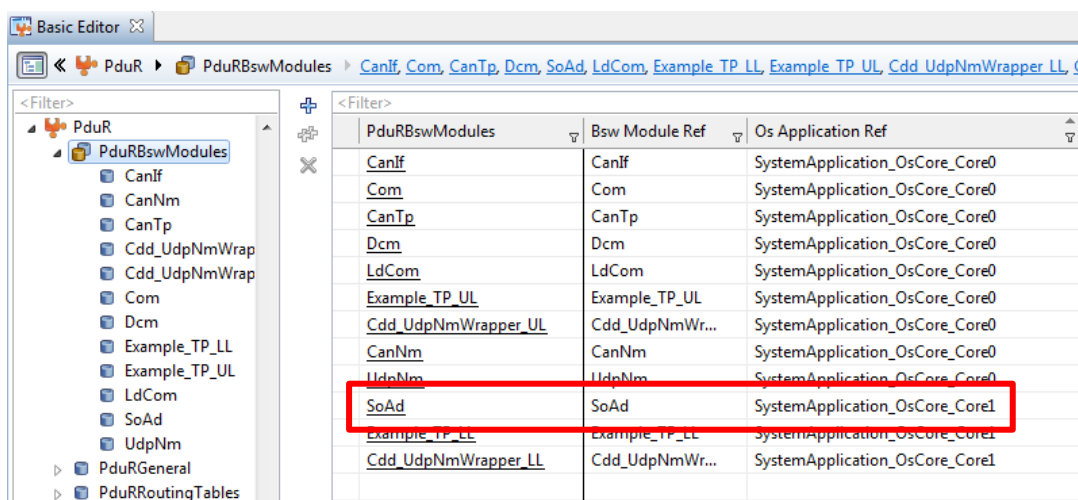 Basic Editor
PduR PduRBswModules CanIf, Com, CanTp, Dcm, SoAd, LdCom, Example_TP_LL, Example_TP_UL, Cdd_UdpNmWrapper_LL,
<Filter>
PduR
PduRBswModules
CanIf
CanNm
CanTp
Cdd_UdpNmWrap
Cdd_UdpNmWrap
Com
Dcm
Example_TP_LL
Example_TP_UL
LdCom
SoAd
UdpNm
PduRGeneral
PduRRoutingTables
<Filter>
PduRBswModules Bsw Module Ref Os Application Ref
CanIf CanIf SystemApplication_OsCore_Core0
Com Com SystemApplication_OsCore_Core0
CanTp CanTp SystemApplication_OsCore_Core0
Dcm Dcm SystemApplication_OsCore_Core0
LdCom LdCom SystemApplication_OsCore_Core0
Example_TP_UL Example_TP_UL SystemApplication_OsCore_Core0
Cdd_UdpNmWrapper_UL Cdd_UdpNmWr... SystemApplication_OsCore_Core0
CanNm CanNm SystemApplication_OsCore_Core0
UdpNm UdpNm SystemApplication_OsCore_Core0
SoAd SoAd SystemApplication_OsCore_Core1
Example_TP_LL Example_TP_LL SystemApplication_OsCore_Core1
Cdd_UdpNmWrapper_LL Cdd_UdpNmWr... SystemApplication_OsCore_Core1